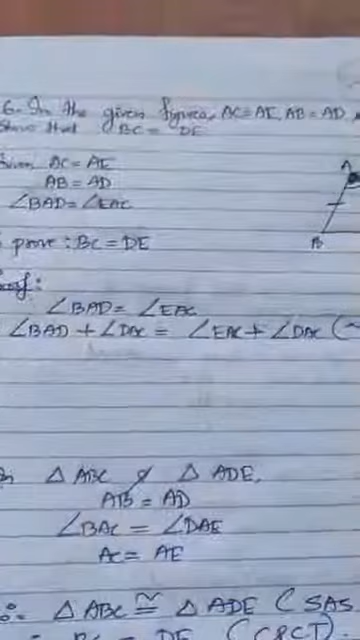 6. In the given figure, AC=AE, AB=AD,
Show that BC = DE
Given AC = AE
AB = AD
∠BAD = ∠EAC
prove : BC = DE
Proof:
∠BAD = ∠EAC
∠BAD + ∠DAC = ∠EAC + ∠DAC
A
B
In △ ABC & △ ADE,
AB = AD
∠BAC = ∠DAE
AC = AE
∴ △ ABC ≅ △ ADE (SAS
BC = DE (CPCT)